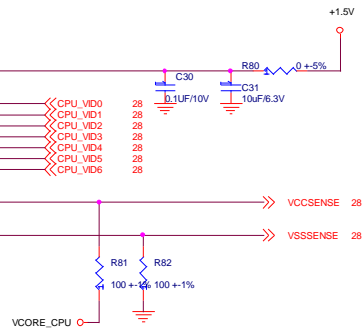 +1.5V
R80 0 +-5%
C30 C31
0.1UF/10V 10uF/6.3V
CPU_VID0 28
CPU_VID1 28
CPU_VID2 28
CPU_VID3 28
CPU_VID4 28
CPU_VID5 28
CPU_VID6 28
VCCSENSE 28
VSSSENSE 28
R81 R82
100 +-1% 100 +-1%
VCORE_CPU